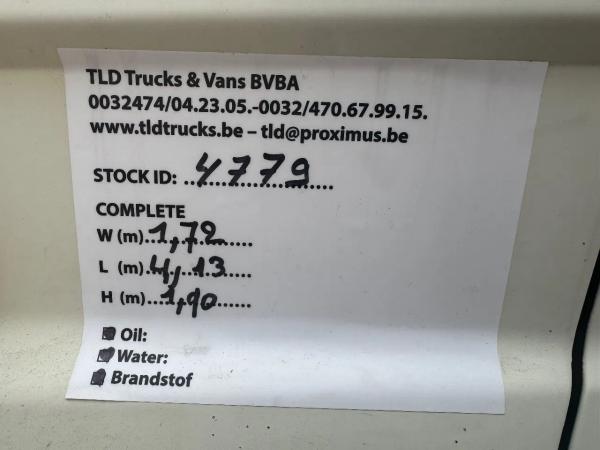 TLD Trucks & Vans BVBA
0032474/04.23.05.-0032/470.67.99.15.
www.tldtrucks.be – tld@proximus.be
STOCK ID: 4779
COMPLETE
W (m) 1,72
L (m) 4,13
H (m) 1,90
Oil:
Water:
Brandstof